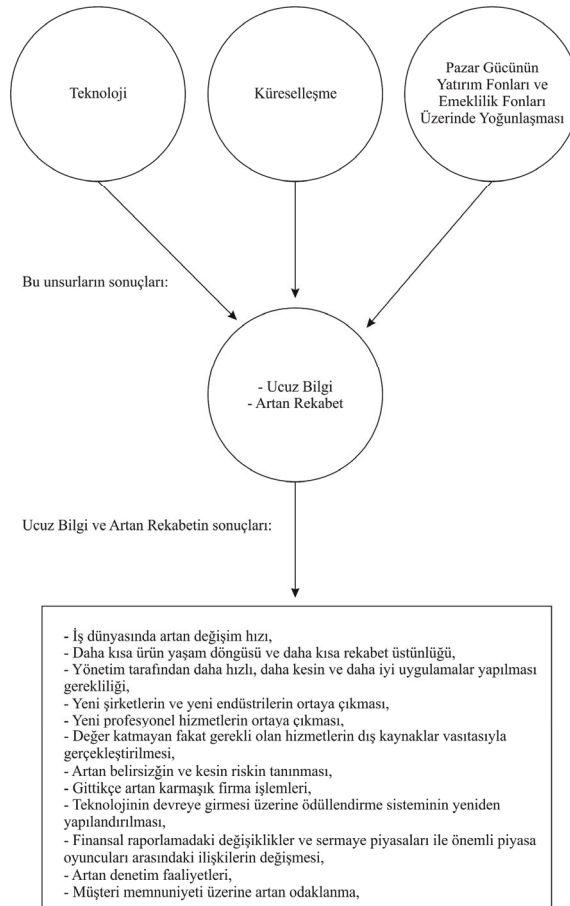 Teknoloji
Küreselleşme
Pazar Gücünün
Yatırım Fonları ve
Emeklilik Fonları
Üzerinde Yoğunlaşması
Bu unsurların sonuçları:
- Ucuz Bilgi
- Artan Rekabet
Ucuz Bilgi ve Artan Rekabetin sonuçları:
- İş dünyasında artan değişim hızı,
- Daha kısa ürün yaşam döngüsü ve daha kısa rekabet üstünlüğü,
- Yönetim tarafından daha hızlı, daha kesin ve daha iyi uygulamalar yapılması
gerekliliği,
- Yeni şirketlerin ve yeni endüstrilerin ortaya çıkması,
- Yeni profesyonel hizmetlerin ortaya çıkması,
- Değer katmayan fakat gerekli olan hizmetlerin dış kaynaklar vasıtasıyla
gerçekleştirilmesi,
- Artan belirsizğin ve kesin riskin tanınması,
- Gittikçe artan karmaşık firma işlemleri,
- Teknolojinin devreye girmesi üzerine ödüllendirme sisteminin yeniden
yapılandırılması,
- Finansal raporlamadaki değişiklikler ve sermaye piyasaları ile önemli piyasa
oyuncuları arasındaki ilişkilerin değişmesi,
- Artan denetim faaliyetleri,
- Müşteri memnuniyeti üzerine artan odaklanma,